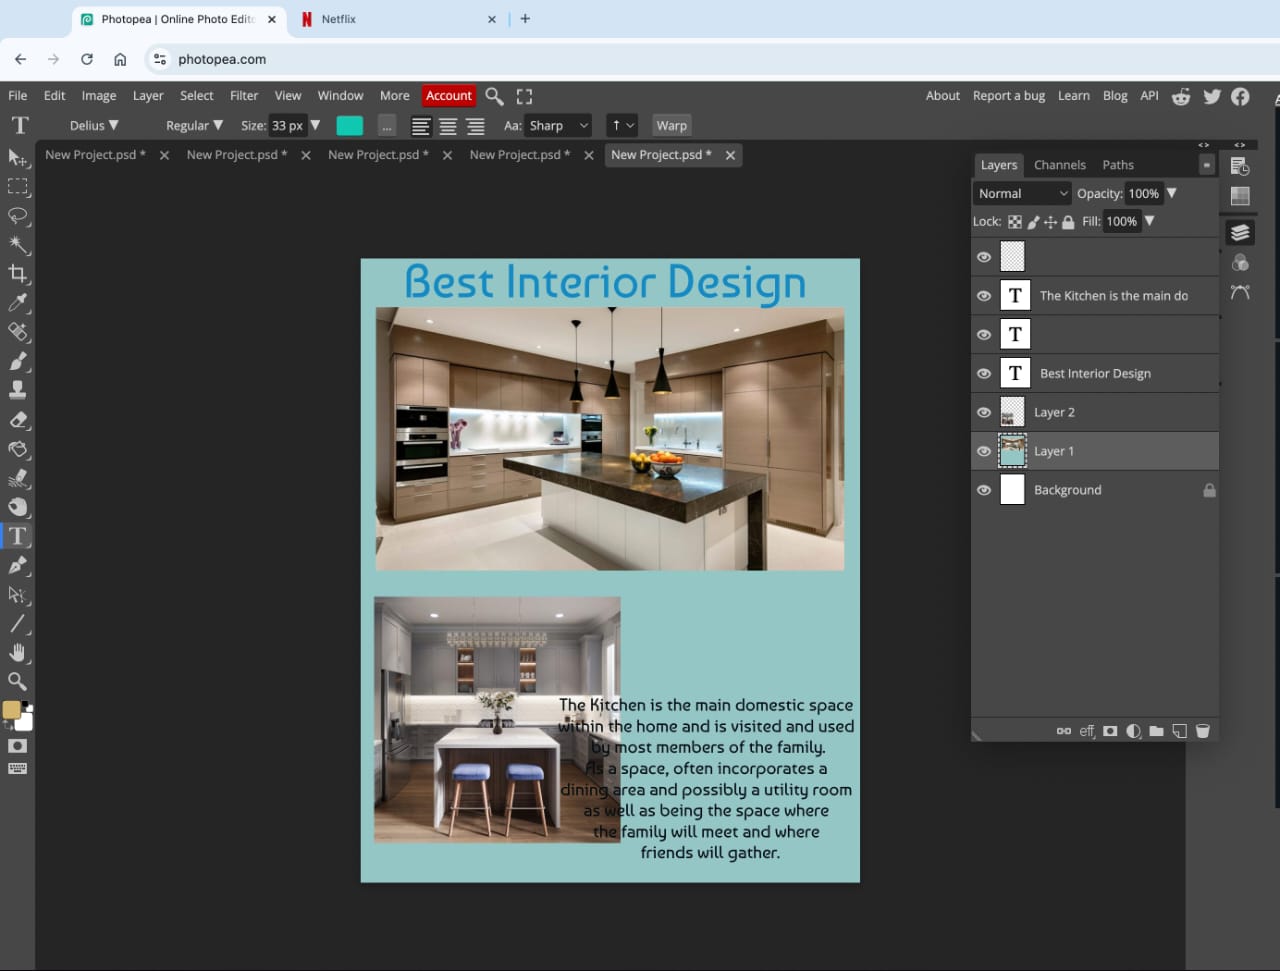 Photopea | Online Photo Edito
Netflix
photopea.com
File Edit Image Layer Select Filter View Window More Account
About Report a bug Learn Blog API
T Delius Regular Size: 33 px ... Aa: Sharp Warp
New Project.psd * New Project.psd * New Project.psd * New Project.psd * New Project.psd *
Layers Channels Paths
Normal Opacity: 100%
Lock: Fill: 100%
T The Kitchen is the main do
T
T Best Interior Design
Layer 2
Layer 1
Background
eff
T
Best Interior Design
The Kitchen is the main domestic space
within the home and is visited and used
by most members of the family.
As a space, often incorporates a
dining area and possibly a utility room
as well as being the space where
the family will meet and where
friends will gather.